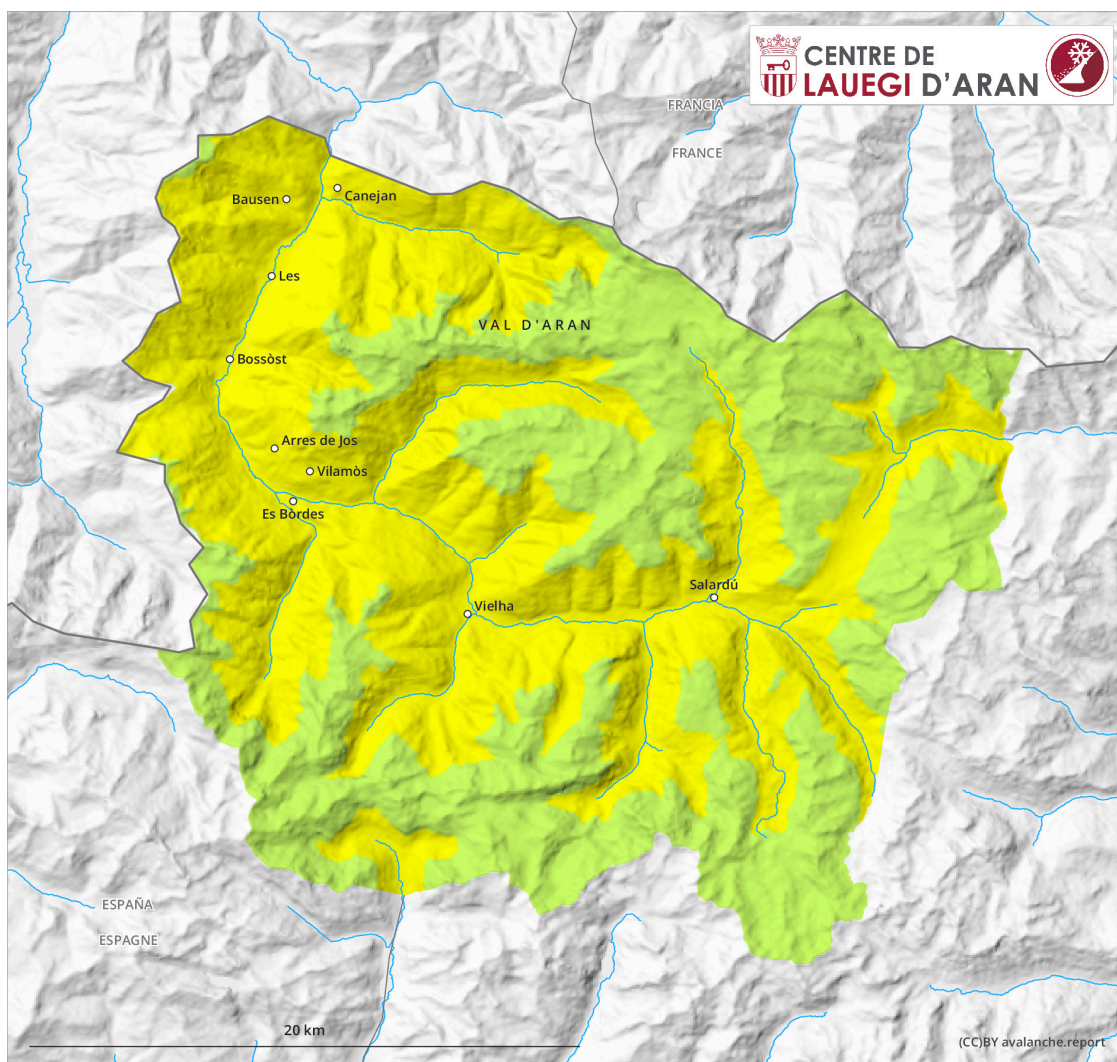 CENTRE DE
LAUEGI D'ARAN
FRANCIA
FRANCE
Bausen
Canejan
Les
VAL D'ARAN
Bossòst
Arres de Jos
Vilamòs
Es Bòrdes
Salardú
Vielha
ESPAÑA
ESPAGNE
20 km
(CC)BY avalanche.report